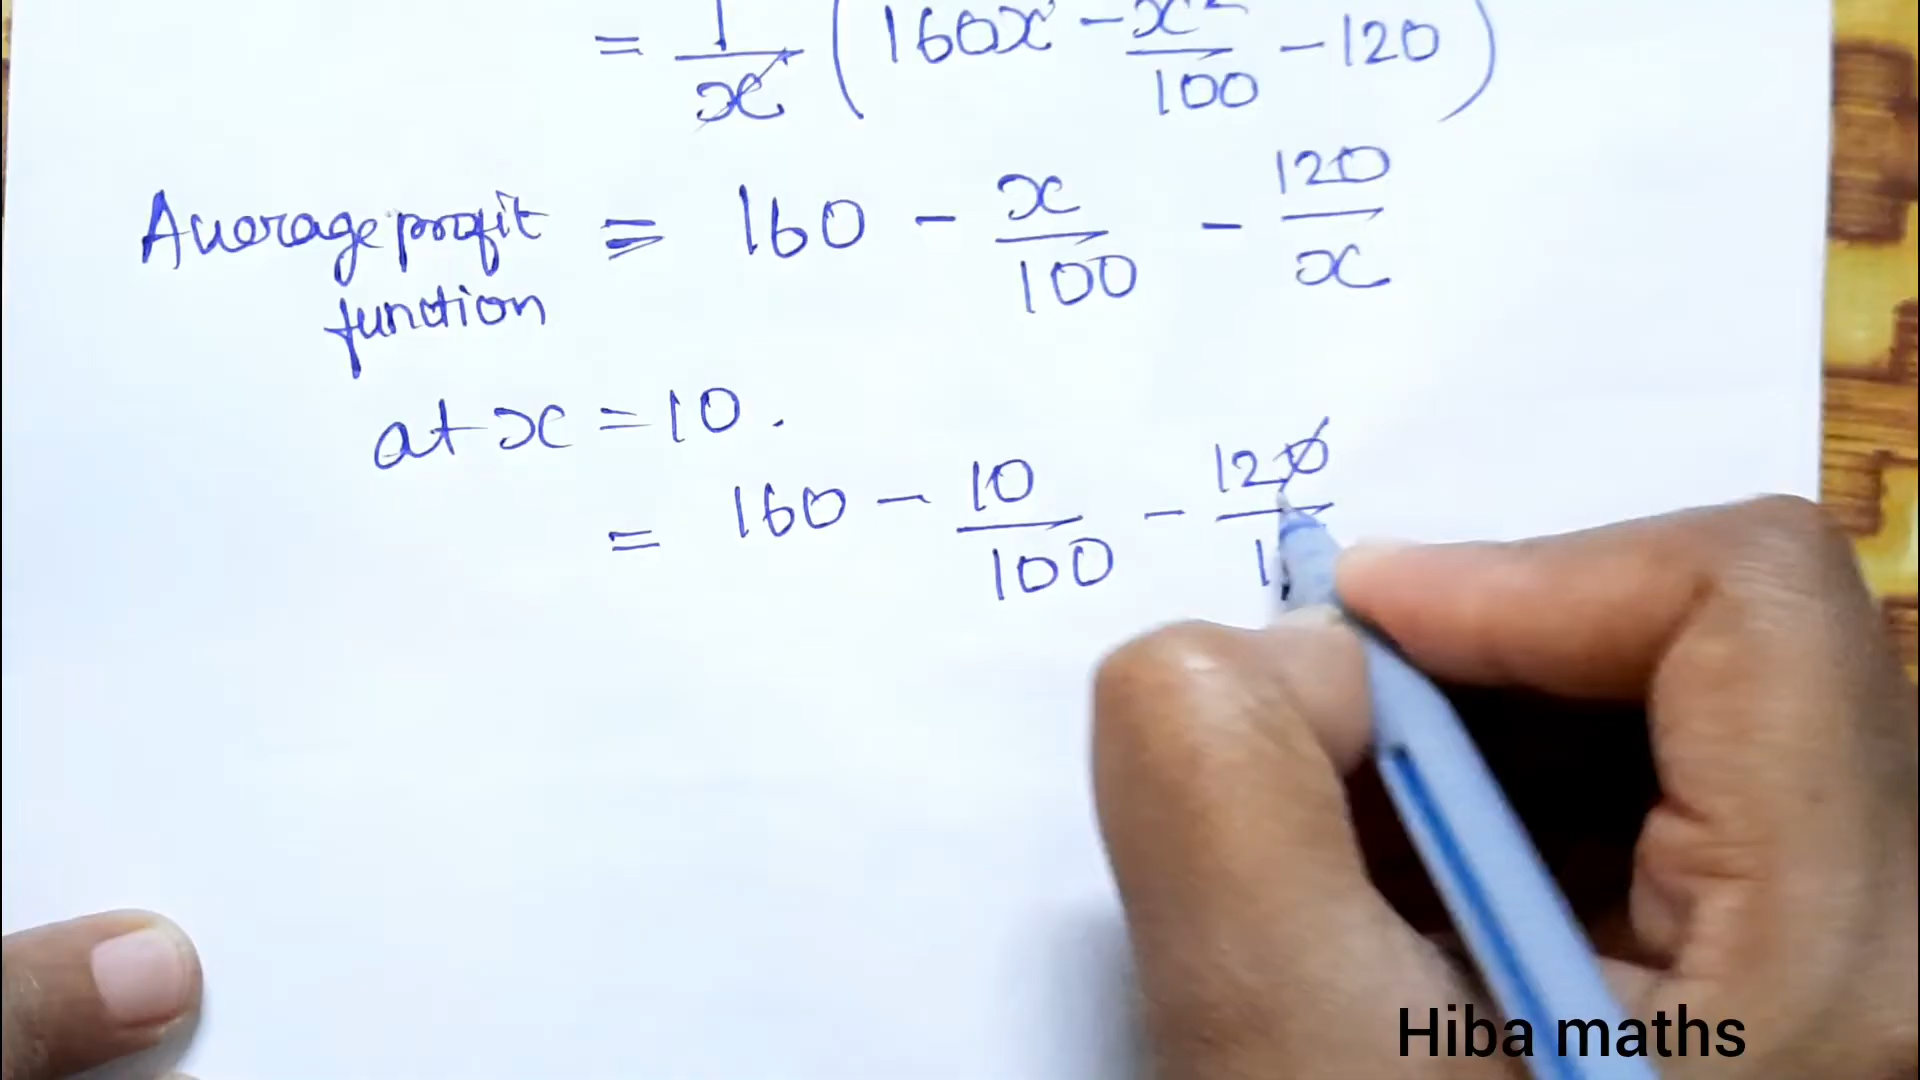 = 1/x (160x - x²/100 - 120)
Average profit function = 160 - x/100 - 120/x
at x = 10.
= 160 - 10/100 - 120/1
Hiba maths